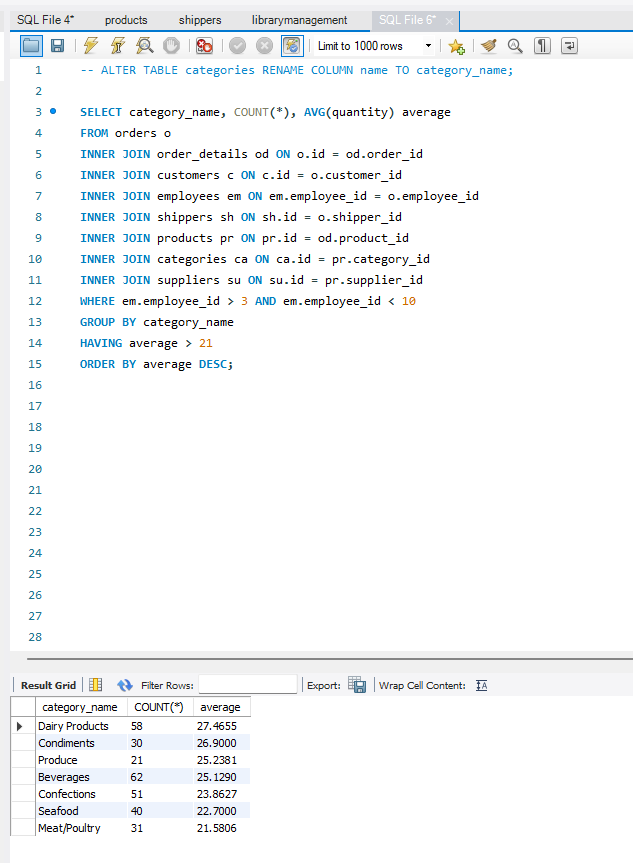 SQL File 4* products shippers librarymanagement SQL File 6*
Limit to 1000 rows
1 -- ALTER TABLE categories RENAME COLUMN name TO category_name;
2
3 SELECT category_name, COUNT(*), AVG(quantity) average
4 FROM orders o
5 INNER JOIN order_details od ON o.id = od.order_id
6 INNER JOIN customers c ON c.id = o.customer_id
7 INNER JOIN employees em ON em.employee_id = o.employee_id
8 INNER JOIN shippers sh ON sh.id = o.shipper_id
9 INNER JOIN products pr ON pr.id = od.product_id
10 INNER JOIN categories ca ON ca.id = pr.category_id
11 INNER JOIN suppliers su ON su.id = pr.supplier_id
12 WHERE em.employee_id > 3 AND em.employee_id < 10
13 GROUP BY category_name
14 HAVING average > 21
15 ORDER BY average DESC;
16
17
18
19
20
21
22
23
24
25
26
27
28
Result Grid Filter Rows: Export: Wrap Cell Content:
category_name COUNT(*) average
Dairy Products 58 27.4655
Condiments 30 26.9000
Produce 21 25.2381
Beverages 62 25.1290
Confections 51 23.8627
Seafood 40 22.7000
Meat/Poultry 31 21.5806